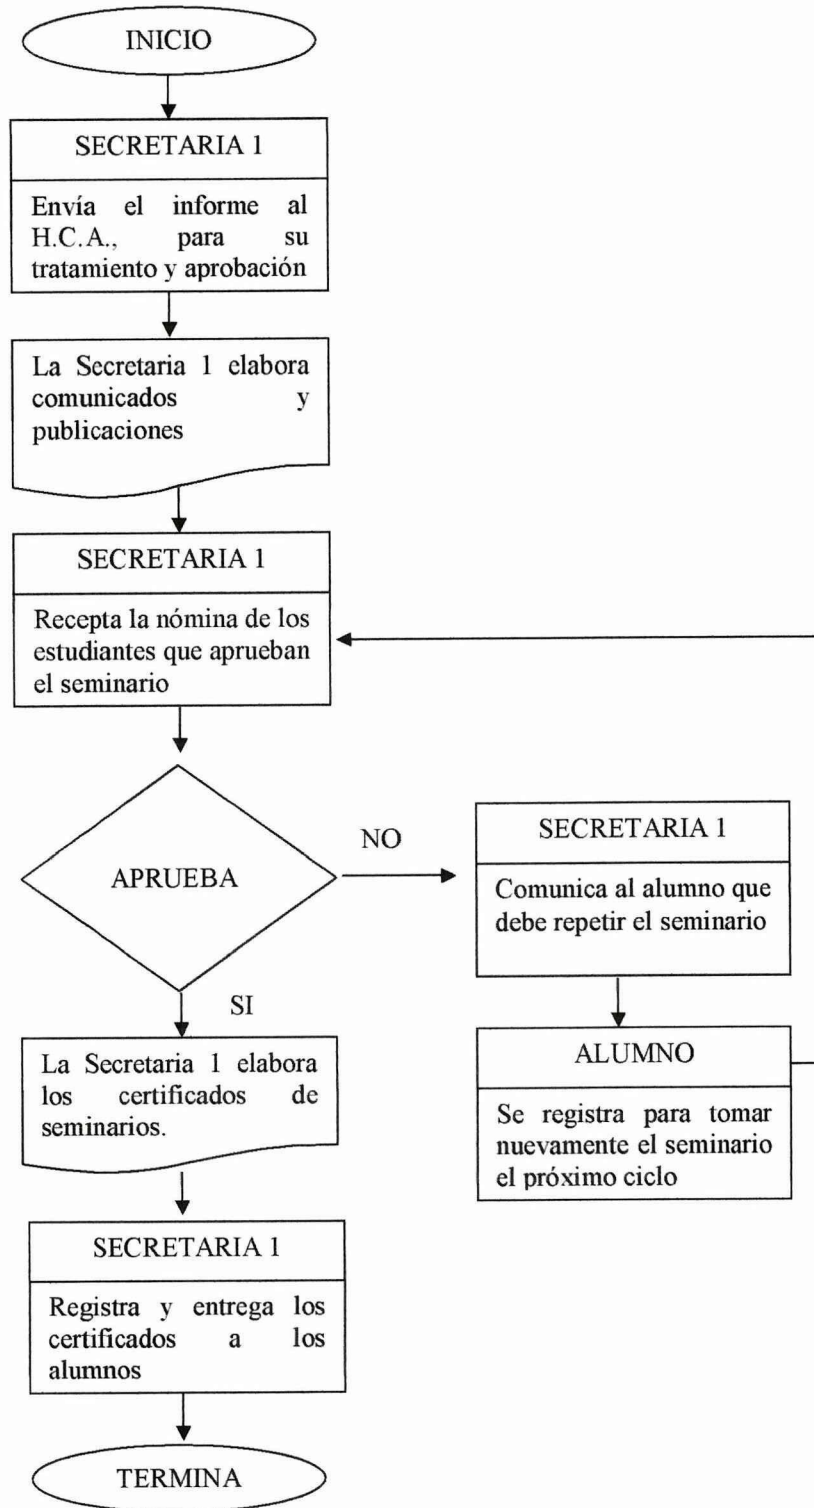 INICIO
SECRETARIA 1
Envía el informe al
H.C.A., para su
tratamiento y aprobación
La Secretaria 1 elabora
comunicados y
publicaciones
SECRETARIA 1
Recepta la nómina de los
estudiantes que aprueban
el seminario
APRUEBA
NO
SECRETARIA 1
Comunica al alumno que
debe repetir el seminario
ALUMNO
Se registra para tomar
nuevamente el seminario
el próximo ciclo
SI
La Secretaria 1 elabora
los certificados de
seminarios.
SECRETARIA 1
Registra y entrega los
certificados a los
alumnos
TERMINA